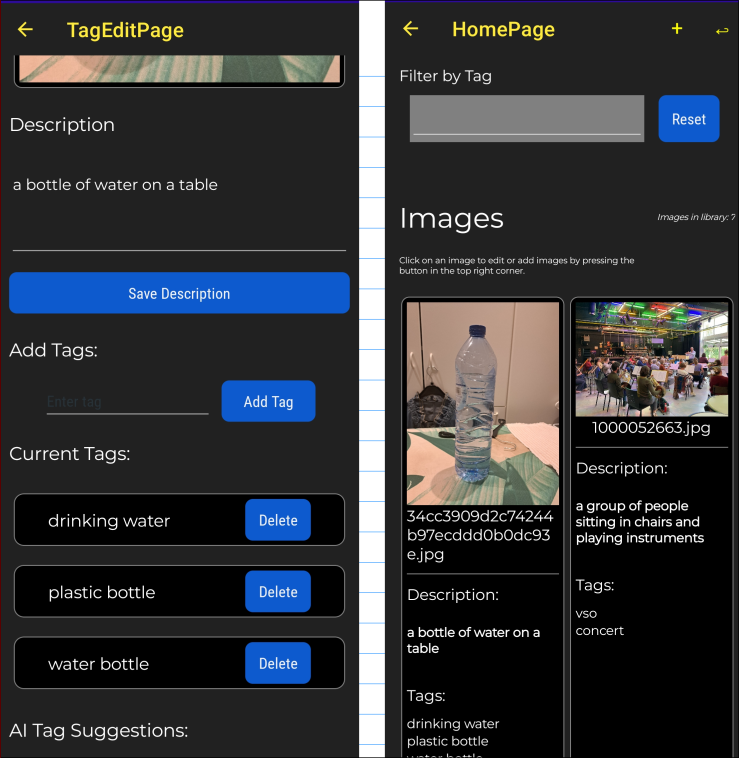 TagEditPage
Description
a bottle of water on a table
Save Description
Add Tags:
Enter tag
Add Tag
Current Tags:
drinking water
Delete
plastic bottle
Delete
water bottle
Delete
AI Tag Suggestions:
HomePage
Filter by Tag
Reset
Images
Images in library: 7
Click on an image to edit or add images by pressing the
button in the top right corner.
34cc3909d2c74244
b97ecddd0b0dc93
e.jpg
Description:
a bottle of water on a
table
Tags:
drinking water
plastic bottle
water bottle
1000052663.jpg
Description:
a group of people
sitting in chairs and
playing instruments
Tags:
vso
concert